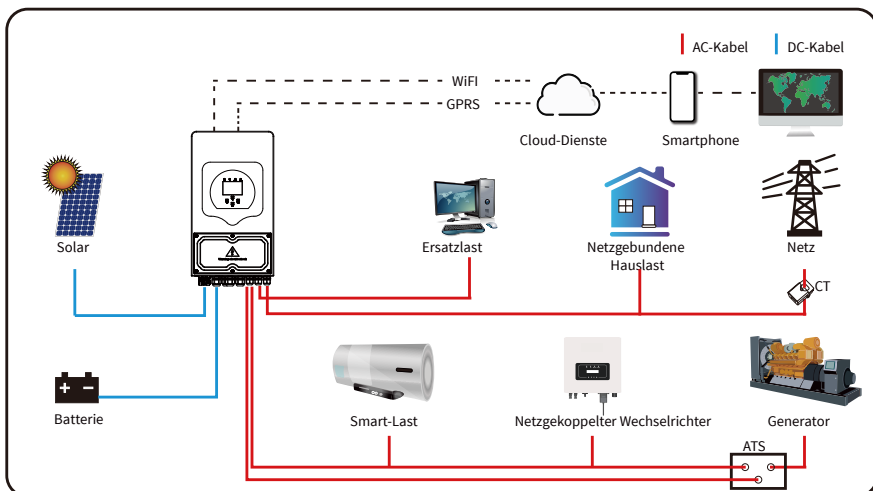 AC-Kabel
DC-Kabel
WiFI
GPRS
Cloud-Dienste
Smartphone
Solar
Ersatzlast
Netzgebundene
Hauslast
Netz
CT
Batterie
Smart-Last
Netzgekoppelter Wechselrichter
Generator
ATS